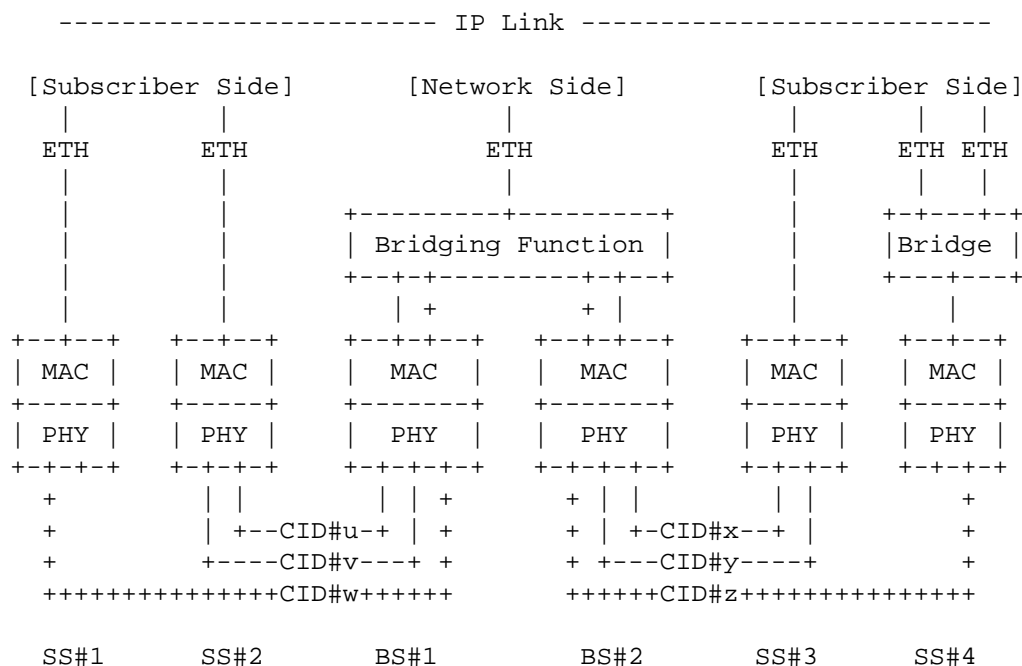 ------------------------ IP Link --------------------------
[Subscriber Side] [Network Side] [Subscriber Side]
ETH ETH ETH ETH ETH ETH
Bridging Function Bridge
MAC MAC MAC MAC MAC MAC
PHY PHY PHY PHY PHY PHY
CID#u CID#x
CID#v CID#y
CID#w CID#z
SS#1 SS#2 BS#1 BS#2 SS#3 SS#4